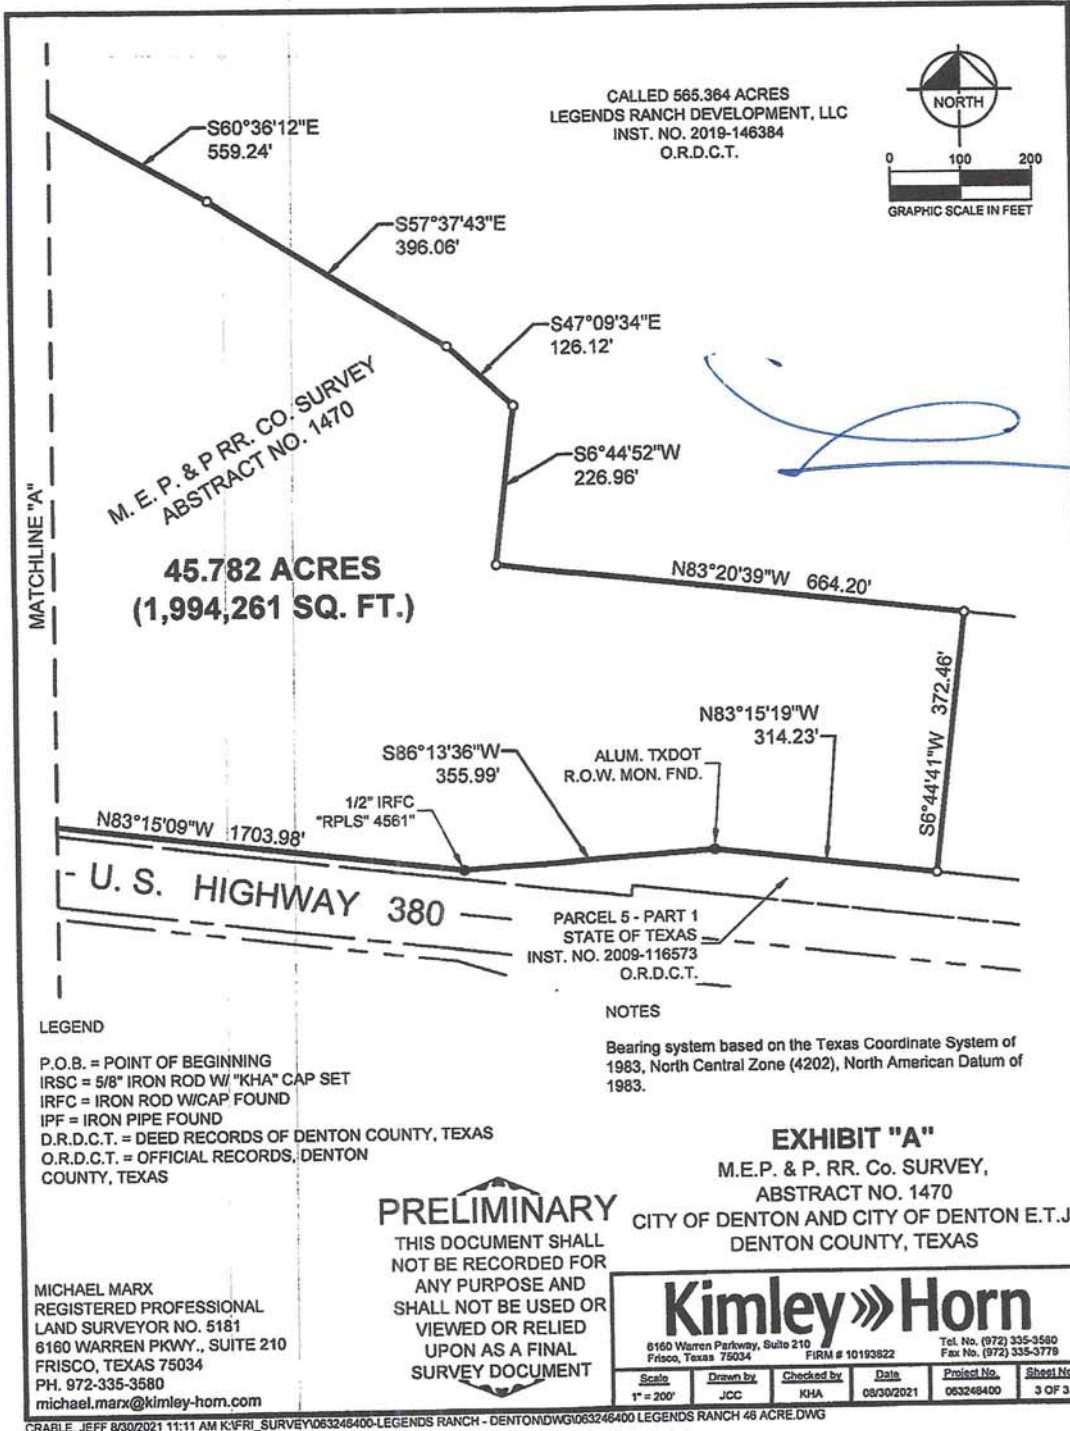 CALLED 565.364 ACRES
LEGENDS RANCH DEVELOPMENT, LLC
INST. NO. 2019-146384
O.R.D.C.T.
NORTH
0 100 200
GRAPHIC SCALE IN FEET
S60°36'12"E
559.24'
S57°37'43"E
396.06'
S47°09'34"E
126.12'
M. E. P. & P RR. CO. SURVEY
ABSTRACT NO. 1470
S6°44'52"W
226.96'
MATCHLINE "A"
45.782 ACRES
(1,994,261 SQ. FT.)
N83°20'39"W 664.20'
S6°44'41"W 372.46'
N83°15'19"W
314.23'
S86°13'36"W
355.99'
ALUM. TXDOT
R.O.W. MON. FND.
1/2" IRFC
"RPLS" 4561"
N83°15'09"W 1703.98'
U. S. HIGHWAY 380
PARCEL 5 - PART 1
STATE OF TEXAS
INST. NO. 2009-116573
O.R.D.C.T.
LEGEND
P.O.B. = POINT OF BEGINNING
IRSC = 5/8" IRON ROD W/ "KHA" CAP SET
IRFC = IRON ROD W/CAP FOUND
IPF = IRON PIPE FOUND
D.R.D.C.T. = DEED RECORDS OF DENTON COUNTY, TEXAS
O.R.D.C.T. = OFFICIAL RECORDS, DENTON
COUNTY, TEXAS
NOTES
Bearing system based on the Texas Coordinate System of
1983, North Central Zone (4202), North American Datum of
1983.
EXHIBIT "A"
M.E.P. & P. RR. Co. SURVEY,
ABSTRACT NO. 1470
CITY OF DENTON AND CITY OF DENTON E.T.J
DENTON COUNTY, TEXAS
PRELIMINARY
THIS DOCUMENT SHALL
NOT BE RECORDED FOR
ANY PURPOSE AND
SHALL NOT BE USED OR
VIEWED OR RELIED
UPON AS A FINAL
SURVEY DOCUMENT
MICHAEL MARX
REGISTERED PROFESSIONAL
LAND SURVEYOR NO. 5181
6160 WARREN PKWY., SUITE 210
FRISCO, TEXAS 75034
PH. 972-335-3580
michael.marx@kimley-horn.com
Kimley»Horn
6160 Warren Parkway, Suite 210
Frisco, Texas 75034
FIRM # 10193822
Tel. No. (972) 335-3580
Fax No. (972) 335-3779
Scale Drawn by Checked by Date Project No. Sheet No
1" = 200' JCC KHA 08/30/2021 063246400 3 OF 3
CRABLE, JEFF 8/30/2021 11:11 AM K:\FRI_SURVEY\063246400-LEGENDS RANCH - DENTON\DWG\063246400 LEGENDS RANCH 46 ACRE.DWG